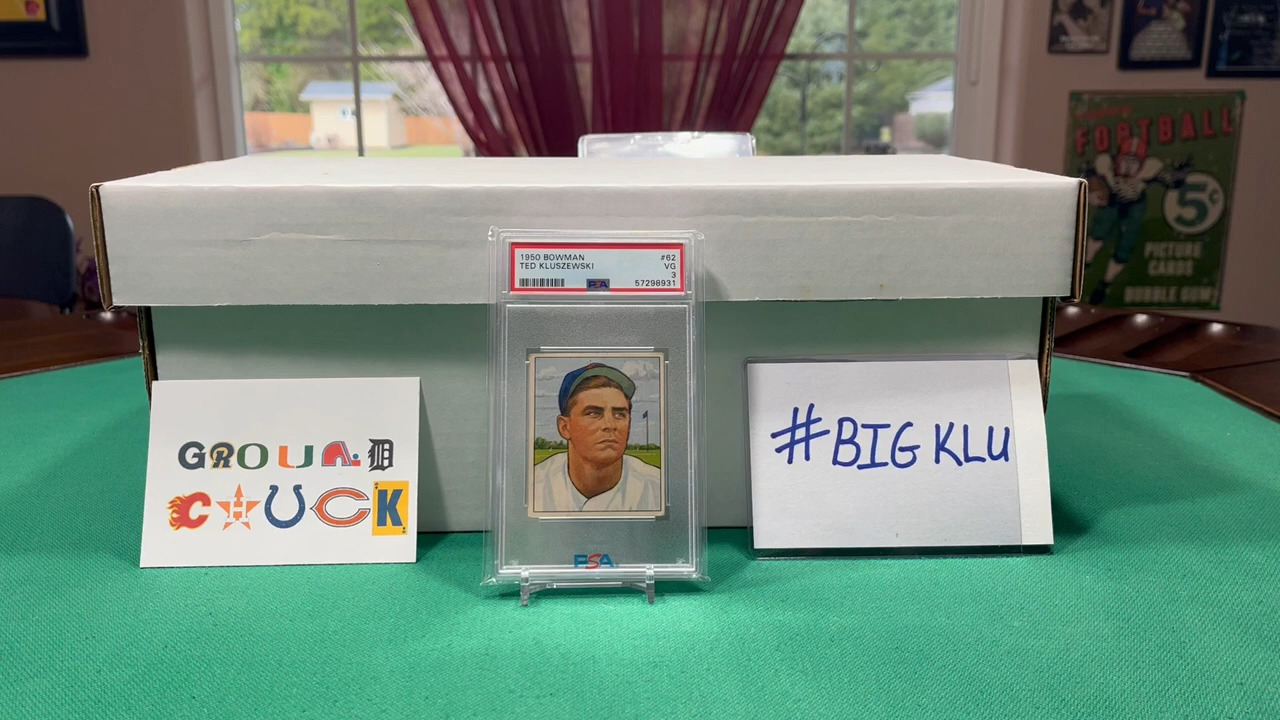 FOOTBALL
5¢
PICTURE
CARDS
BUBBLE GUM
1950 BOWMAN #62
TED KLUSZEWSKI VG
3
PSA 57298931
PSA
GROUND
CHUCK
#BIG KLU